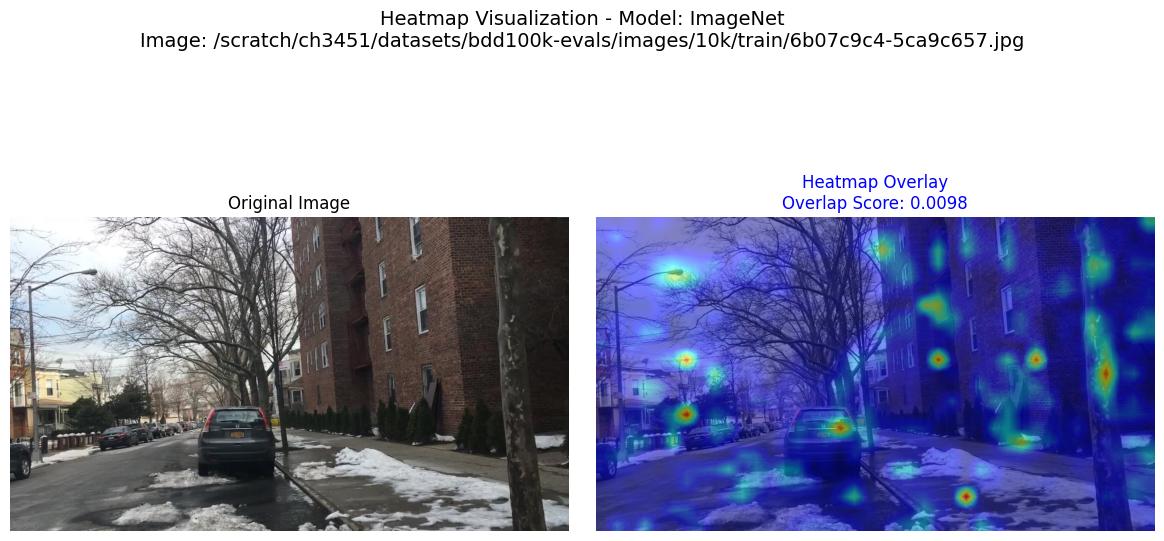 Heatmap Visualization - Model: ImageNet
Image: /scratch/ch3451/datasets/bdd100k-evals/images/10k/train/6b07c9c4-5ca9c657.jpg
Original Image
Heatmap Overlay
Overlap Score: 0.0098